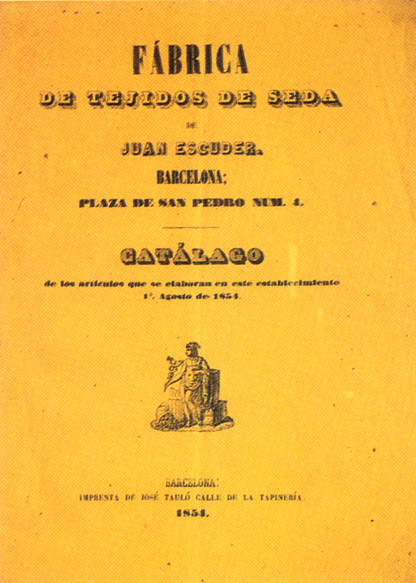 FÁBRICA
DE TEJIDOS DE SEDA
DE
JUAN ESCUDER.
BARCELONA:
PLAZA DE SAN PEDRO NUM. 4.
CATÁLAGO
de los artículos que se elaboran en este establecimiento
1º. Agosto de 1854.
BARCELONA:
IMPRENTA DE JOSÉ TAULÓ CALLE DE LA TAPINERÍA.
1854.